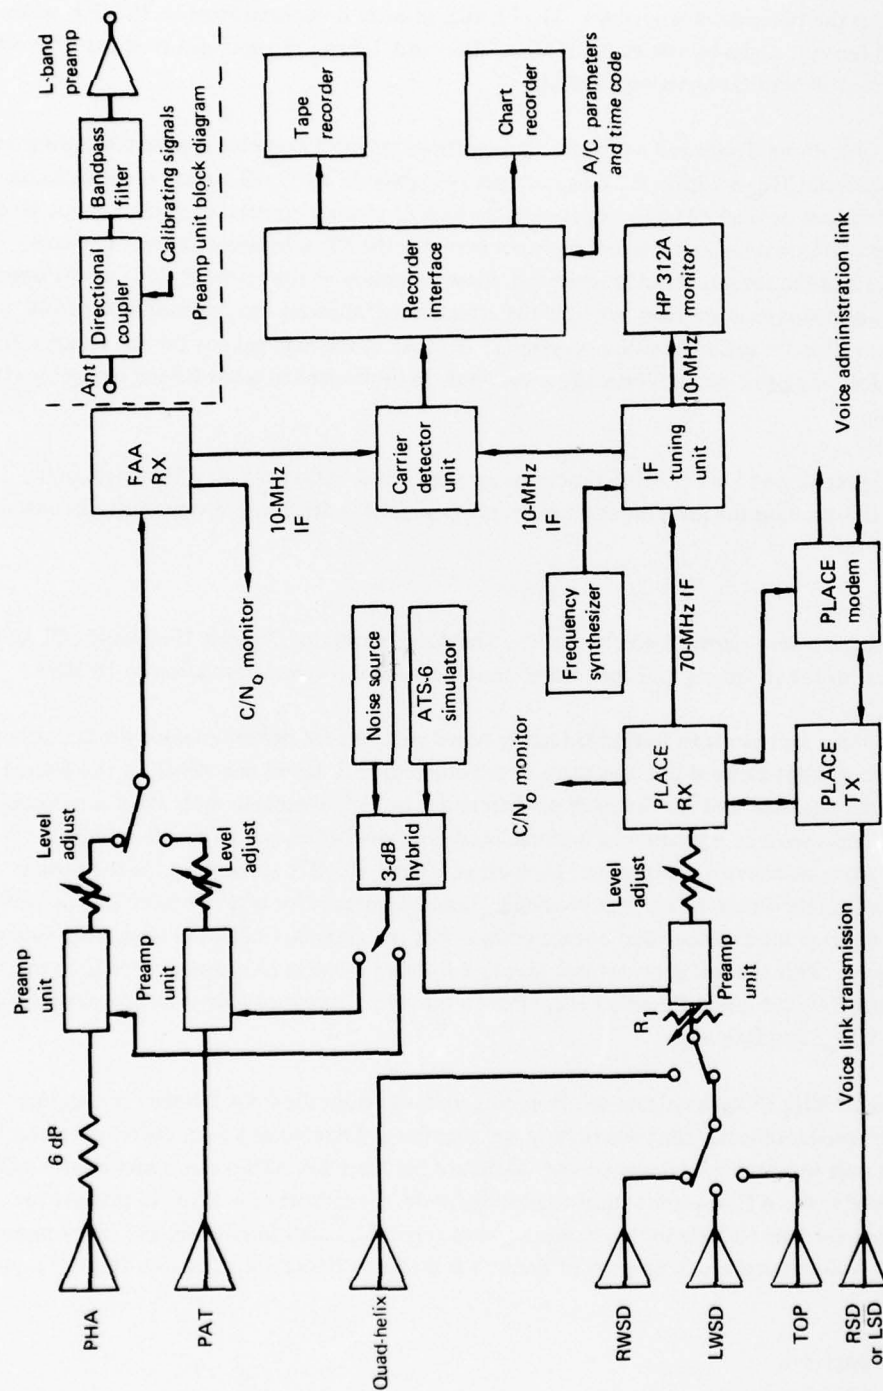 PHA
6 dB
Preamp
unit
Level
adjust
PAT
Preamp
unit
Level
adjust
FAA
RX
C/No monitor
10-MHz
IF
Ant
Directional
coupler
Bandpass
filter
L-band
preamp
Calibrating signals
Preamp unit block diagram
Tape
recorder
Chart
recorder
Recorder
interface
A/C parameters
and time code
Carrier
detector
unit
Noise source
ATS-6
simulator
3-dB
hybrid
Quad-helix
10-MHz
IF
Frequency
synthesizer
IF
tuning
unit
10-MHz
HP 312A
monitor
70-MHz IF
C/No monitor
PLACE
RX
Level
adjust
Preamp
unit
R1
RWSD
LWSD
TOP
RSD
or LSD
Voice link transmission
PLACE
TX
PLACE
modem
Voice administration link